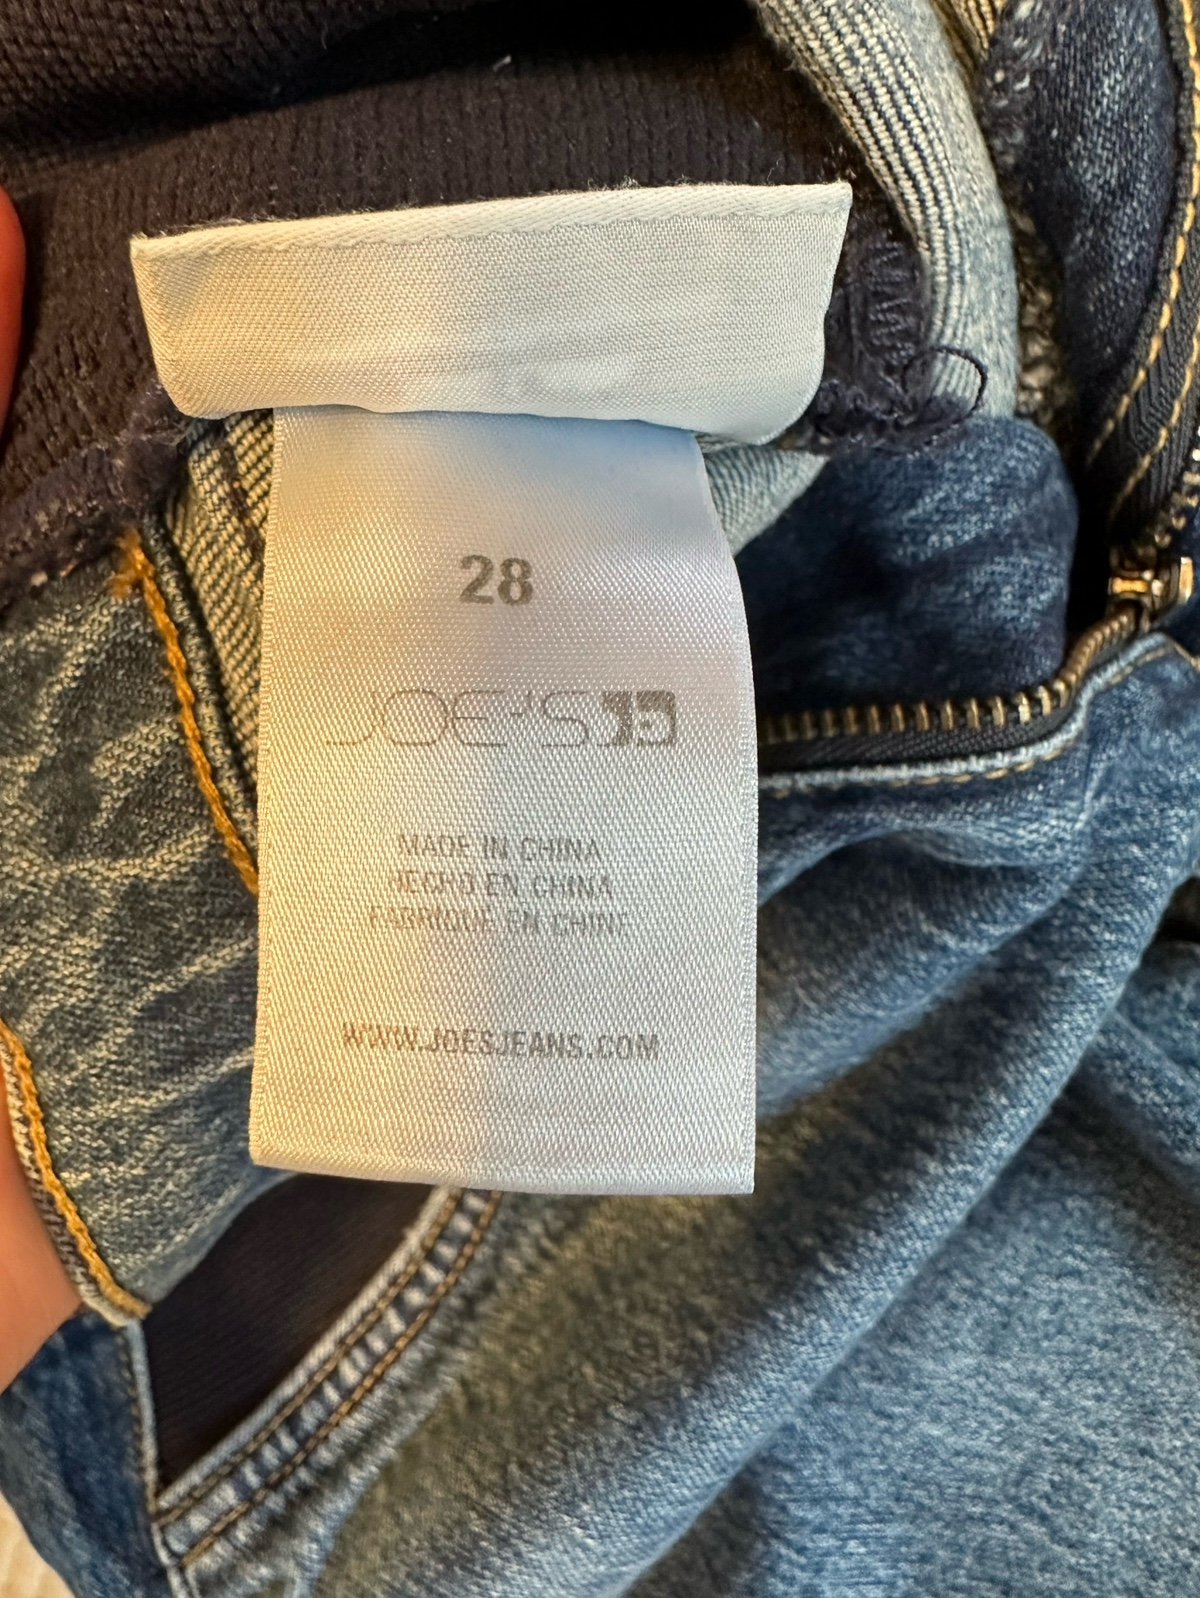 28
JOE'S
MADE IN CHINA
HECHO EN CHINA
FABRIQUE EN CHINE
WWW.JOESJEANS.COM